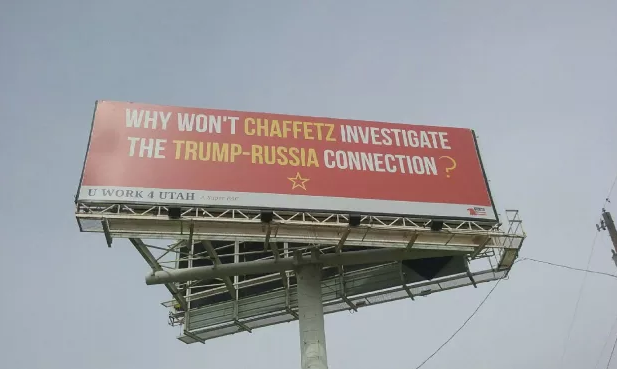 WHY WON'T CHAFFETZ INVESTIGATE
THE TRUMP-RUSSIA CONNECTION?
U WORK 4 UTAH